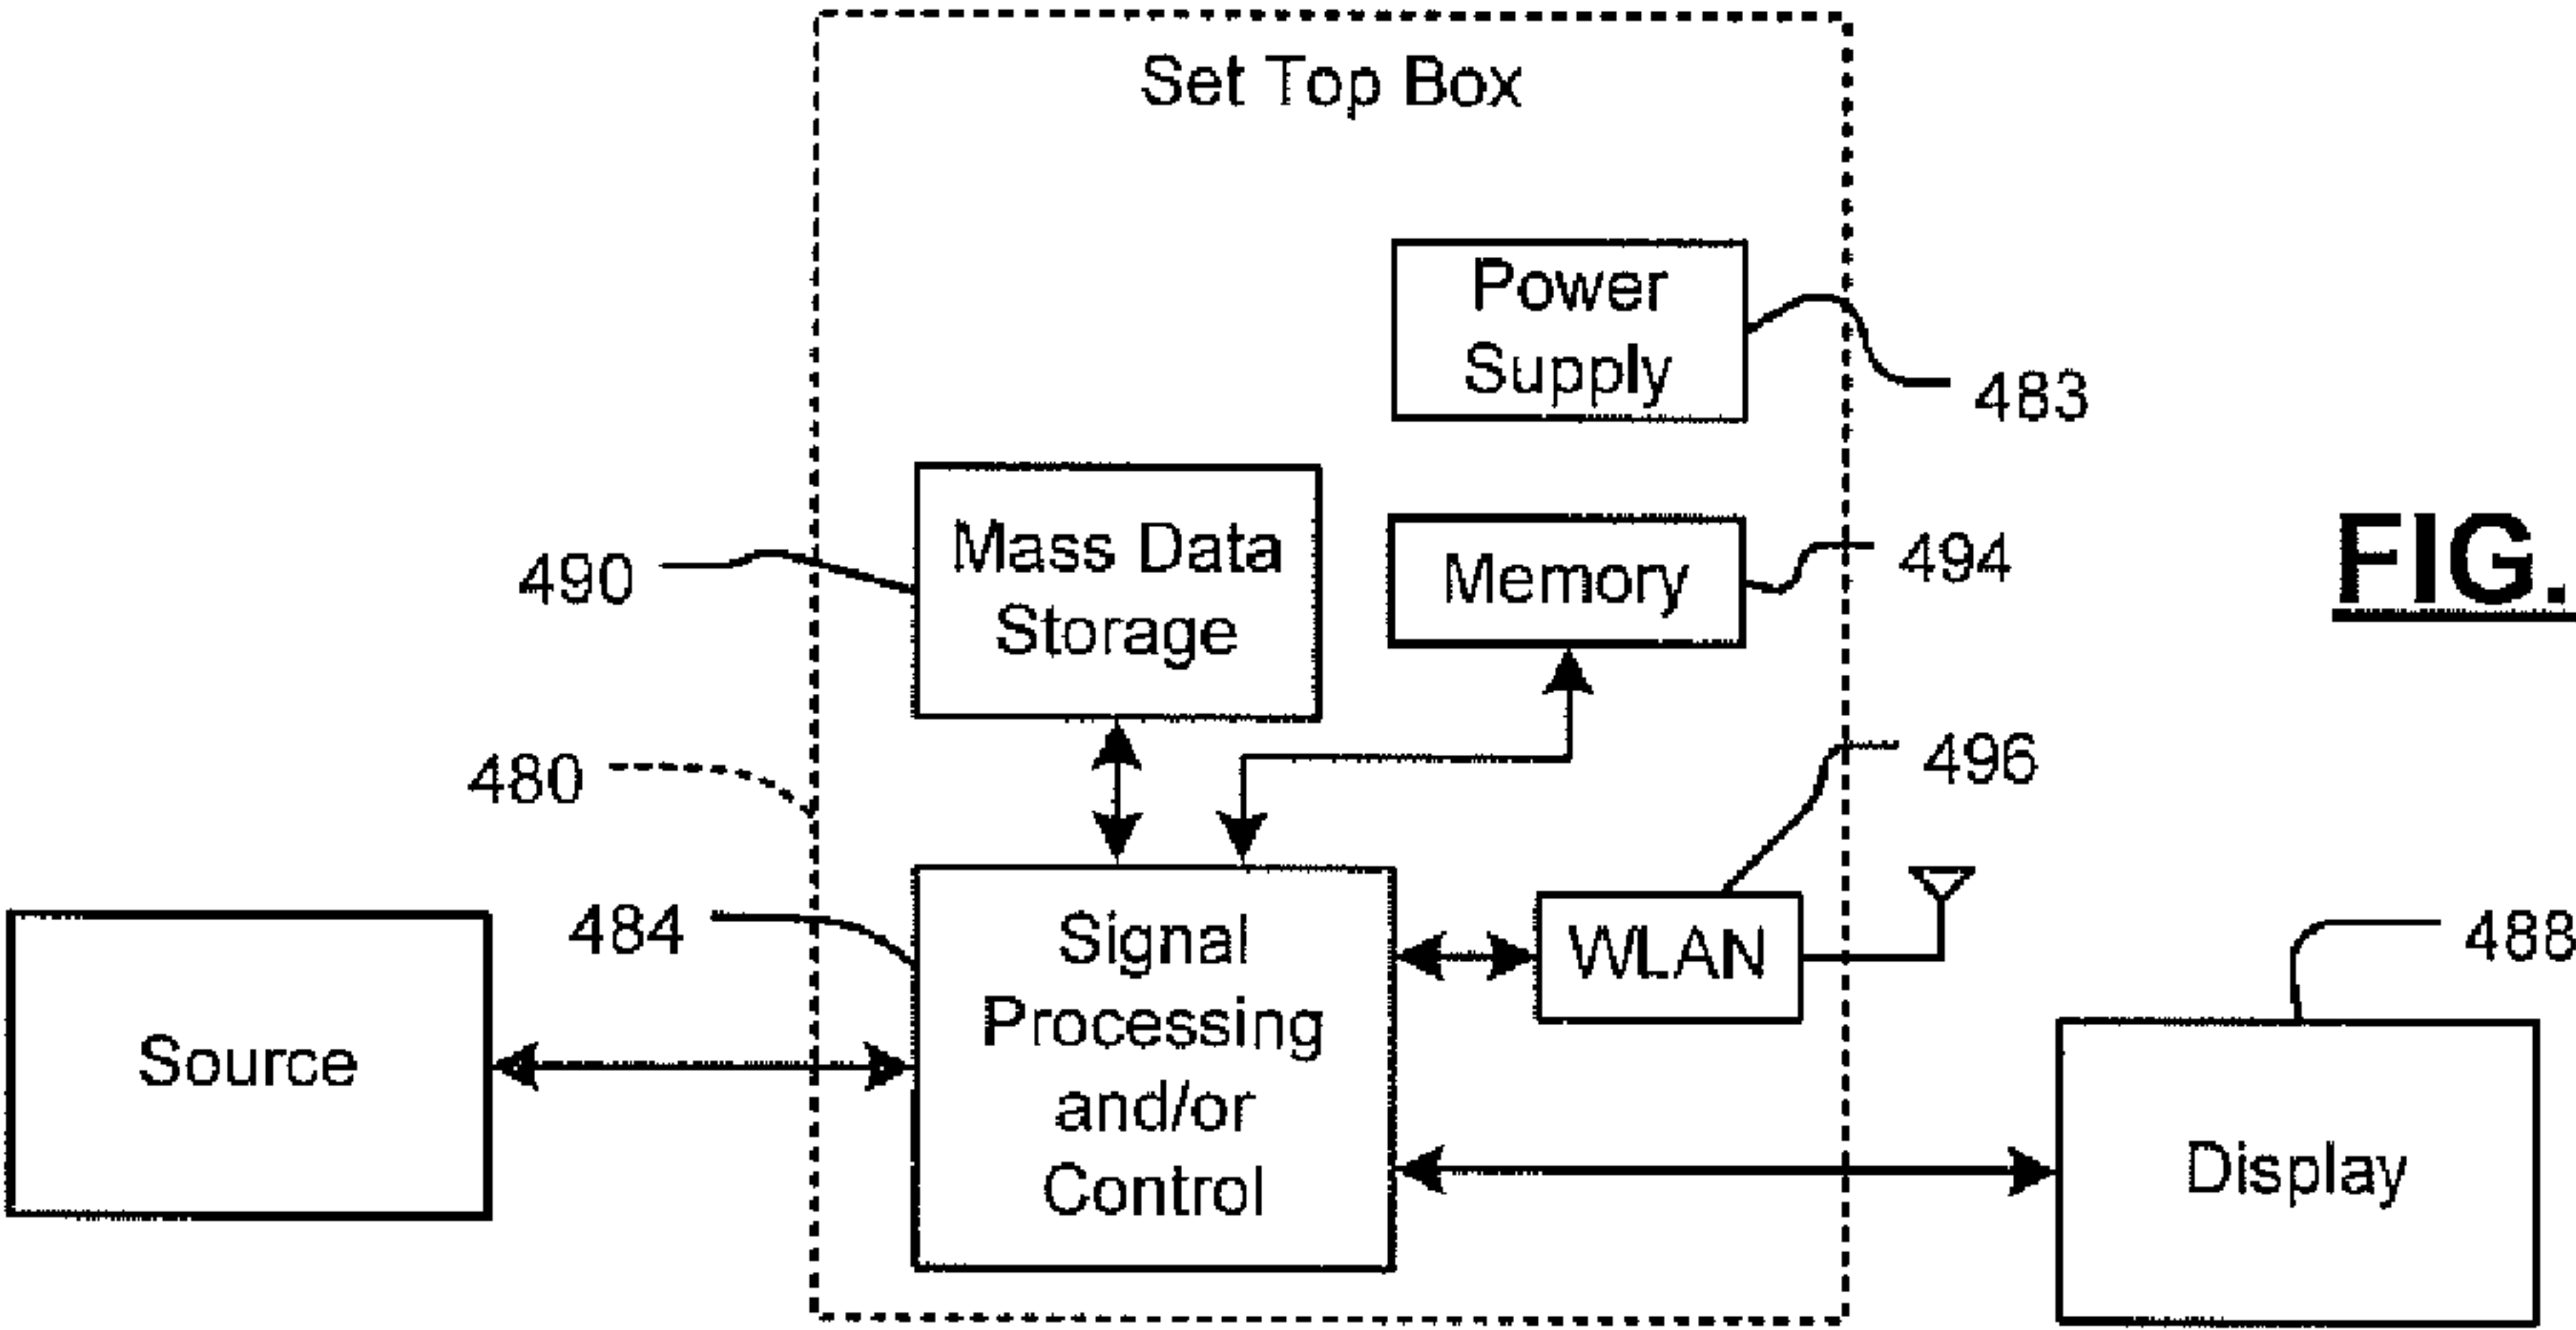 Set Top Box
Power
Supply
483
Mass Data
Storage
490
Memory
494
FIG.
480
496
484
Signal
Processing
and/or
Control
WLAN
488
Source
Display